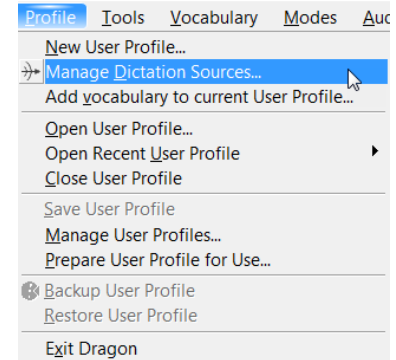 Profile Tools Vocabulary Modes Aud
New User Profile...
Manage Dictation Sources...
Add vocabulary to current User Profile...
Open User Profile...
Open Recent User Profile
Close User Profile
Save User Profile
Manage User Profiles...
Prepare User Profile for Use...
Backup User Profile
Restore User Profile
Exit Dragon